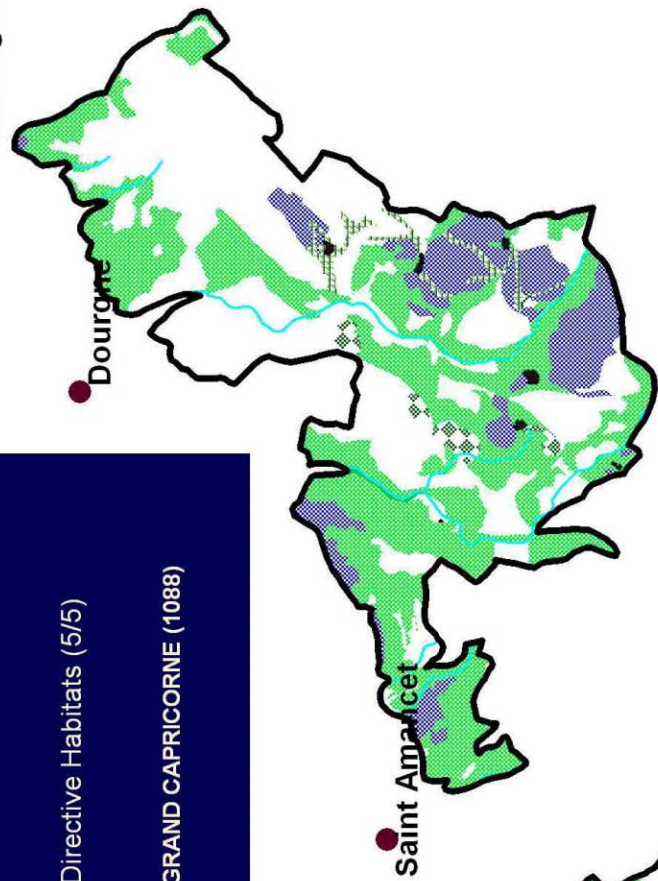 Directive Habitats (5/5)
GRAND CAPRICORNE (1088)
Dourgne
Saint Amancet